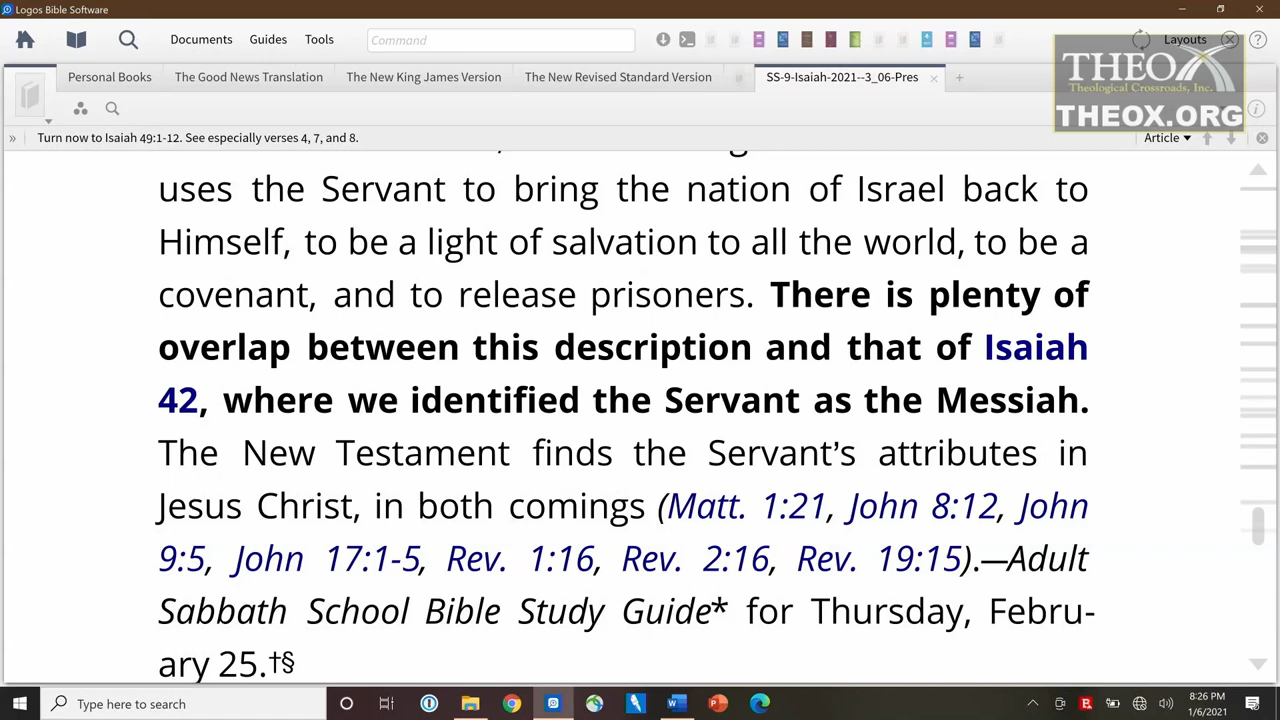 Logos Bible Software
Documents Guides Tools Command Layouts
Personal Books The Good News Translation The New King James Version The New Revised Standard Version SS-9-Isaiah-2021--3_06-Pres
THEOX
Theological Crossroads, Inc.
THEOX.ORG
Turn now to Isaiah 49:1-12. See especially verses 4, 7, and 8. Article
uses the Servant to bring the nation of Israel back to
Himself, to be a light of salvation to all the world, to be a
covenant, and to release prisoners. There is plenty of
overlap between this description and that of Isaiah
42, where we identified the Servant as the Messiah.
The New Testament finds the Servant's attributes in
Jesus Christ, in both comings (Matt. 1:21, John 8:12, John
9:5, John 17:1-5, Rev. 1:16, Rev. 2:16, Rev. 19:15).—Adult
Sabbath School Bible Study Guide* for Thursday, Febru-
ary 25.†§
Type here to search
8:26 PM
1/6/2021